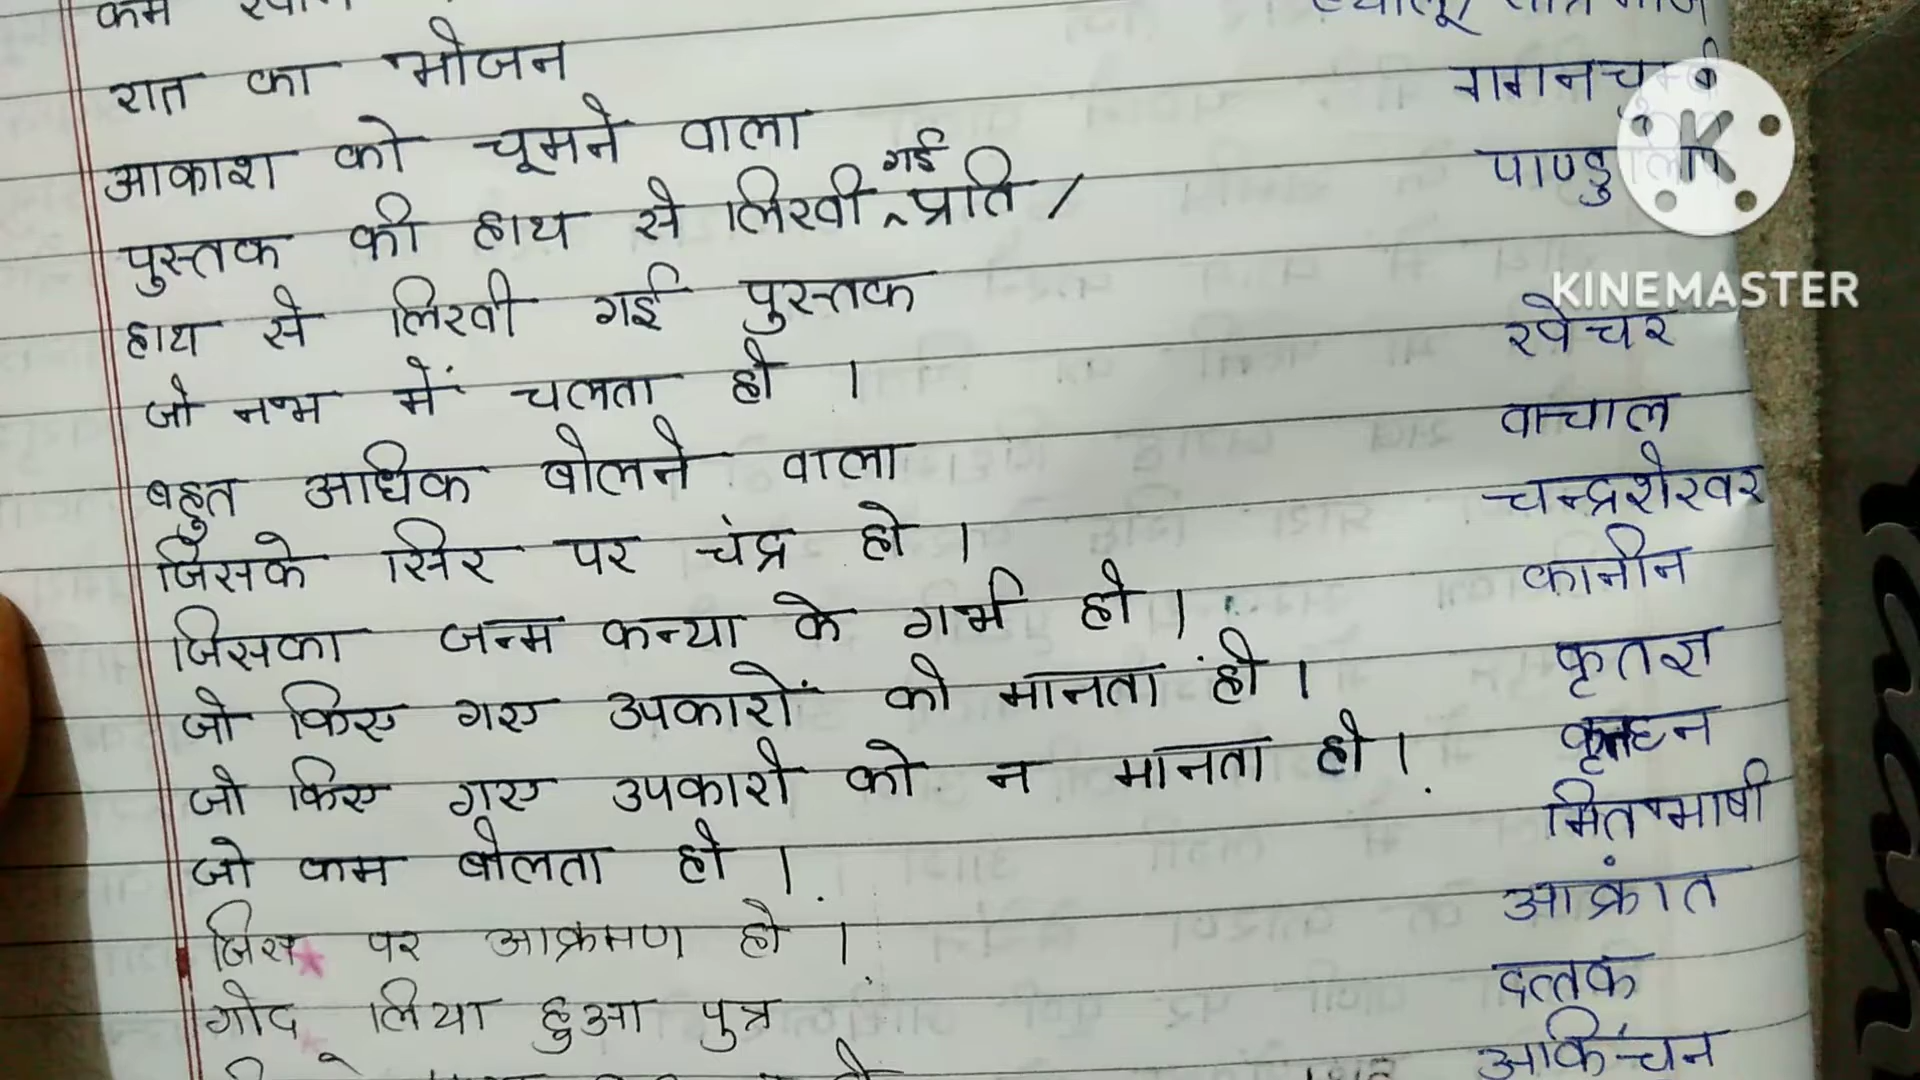 कम
रात का भोजन
आकाश को चूमने वाला गगनचुम्बी
पुस्तक की हाथ से लिखी गई प्रति / पाण्डुलिपि
हाथ से लिखी गई पुस्तक
KINEMASTER
जो नभ में चलता हो । खेचर
बहुत अधिक बोलने वाला वाचाल
जिसके सिर पर चंद्र हो । चन्द्रशेखर
जिसका जन्म कन्या के गर्भ हो । कानीन
जो किए गए उपकारों को मानता हो । कृतज्ञ
जो किए गए उपकारो को न मानता हो । कृतघ्न
जो कम बोलता हो । मितभाषी
जिस पर आक्रमण हो । आक्रांत
गोद लिया हुआ पुत्र दत्तक
अकिंचन